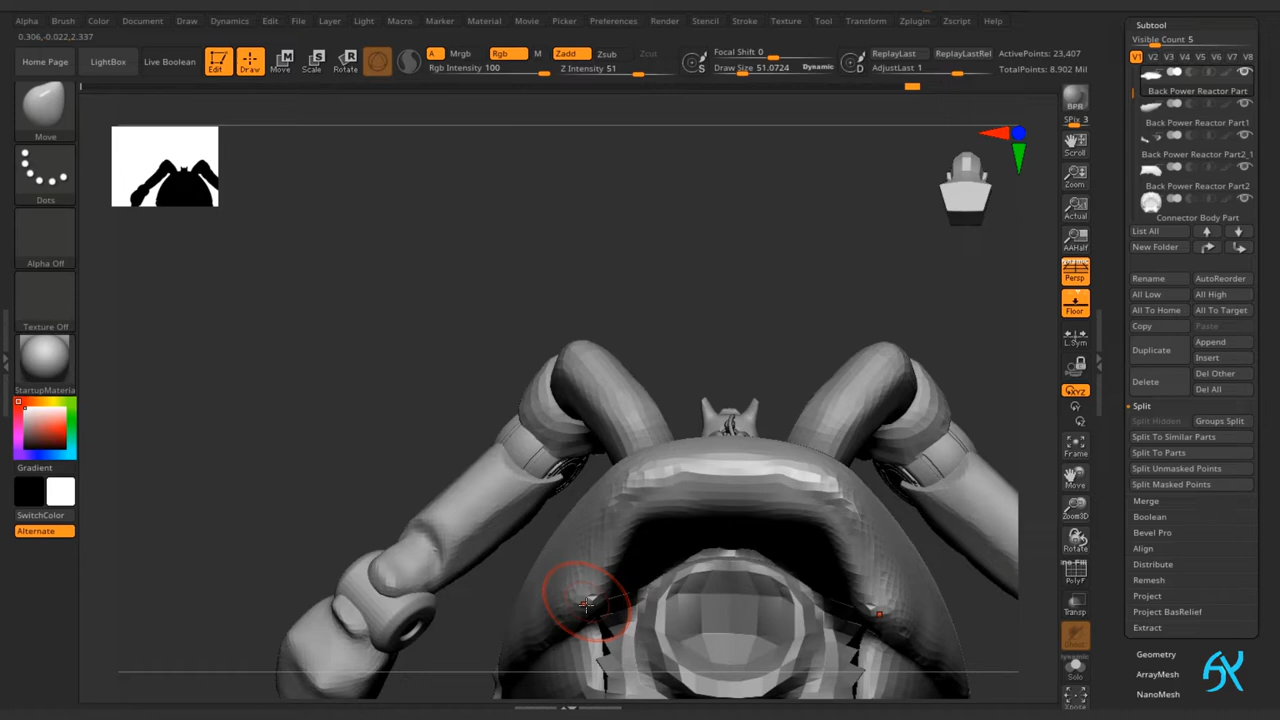 Alpha Brush Color Document Draw Dynamics Edit File Layer Light Macro Marker Material Movie Picker Preferences Render Stencil Stroke Texture Tool Transform Zplugin Zscript Help
0.306,-0.022,2.337
Home Page LightBox Live Boolean Edit Draw Move Scale Rotate
A Mrgb Rgb M Zadd Zsub Zcut
Rgb Intensity 100 Z Intensity 51
Focal Shift 0
Draw Size 51.0724 Dynamic
S
D
ReplayLast ReplayLastRel
AdjustLast 1
ActivePoints: 23,407
TotalPoints: 8.902 Mil
Move
Dots
Alpha Off
Texture Off
StartupMateria
Gradient
SwitchColor
Alternate
BPR
SPix 3
Scroll
Zoom
Actual
AAHalf
Persp
Floor
L.Sym
XYZ
Frame
Move
Zoom3D
Rotate
PolyF
Transp
Ghost
Dynamic
Solo
Xpose
Subtool
Visible Count 5
V1 V2 V3 V4 V5 V6 V7 V8
Back Power Reactor Part
Back Power Reactor Part1
Back Power Reactor Part2_1
Back Power Reactor Part2
Connector Body Part
List All
New Folder
Rename AutoReorder
All Low All High
All To Home All To Target
Copy Paste
Duplicate Append
Insert
Delete Del Other
Del All
Split
Split Hidden Groups Split
Split To Similar Parts
Split To Parts
Split Unmasked Points
Split Masked Points
Merge
Boolean
Bevel Pro
Align
Distribute
Remesh
Project
Project BasRelief
Extract
Geometry
ArrayMesh
NanoMesh